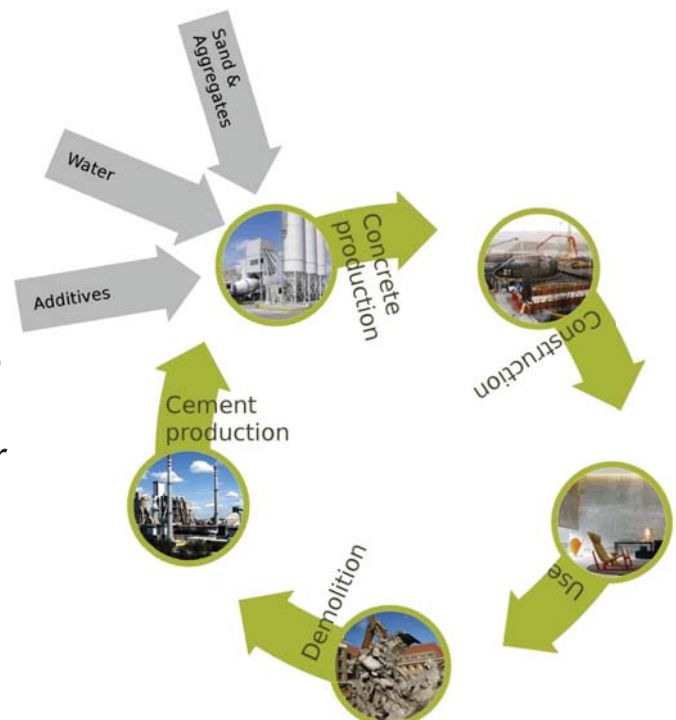 Sand &
Aggregates
Water
Additives
Concrete
production
Construction
Cement
production
Use
Demolition